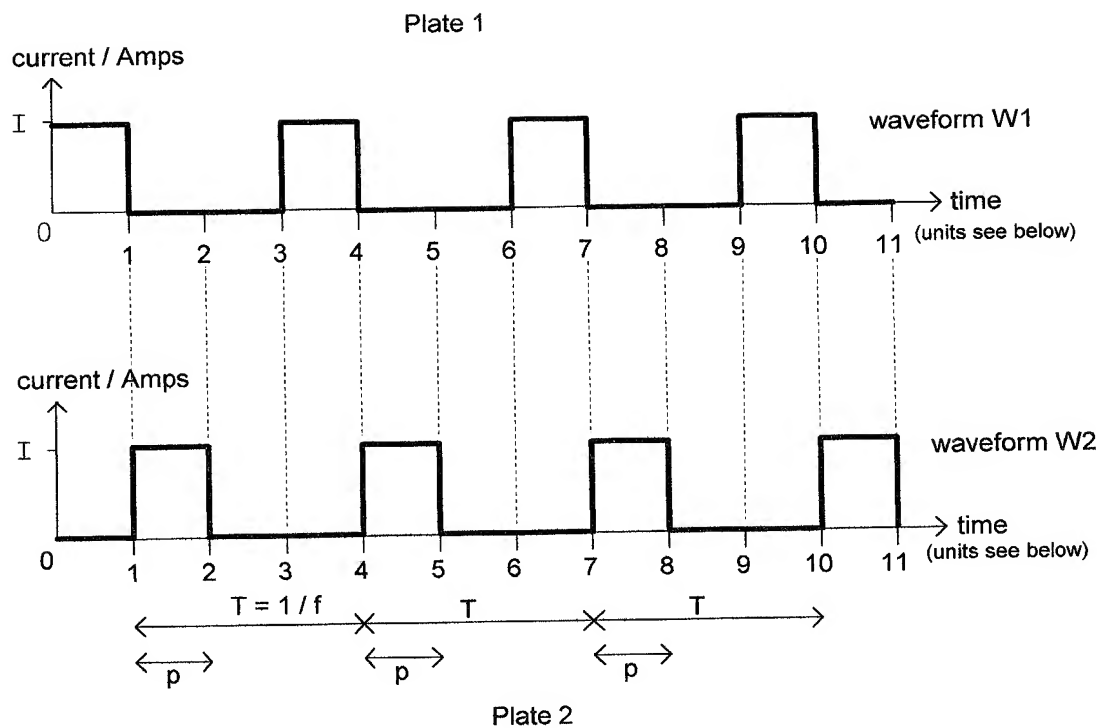 Plate 1
current / Amps
I
waveform W1
0
time
1 2 3 4 5 6 7 8 9 10 11
(units see below)
current / Amps
I
waveform W2
0
time
1 2 3 4 5 6 7 8 9 10 11
(units see below)
T = 1 / f T T
p p p
Plate 2